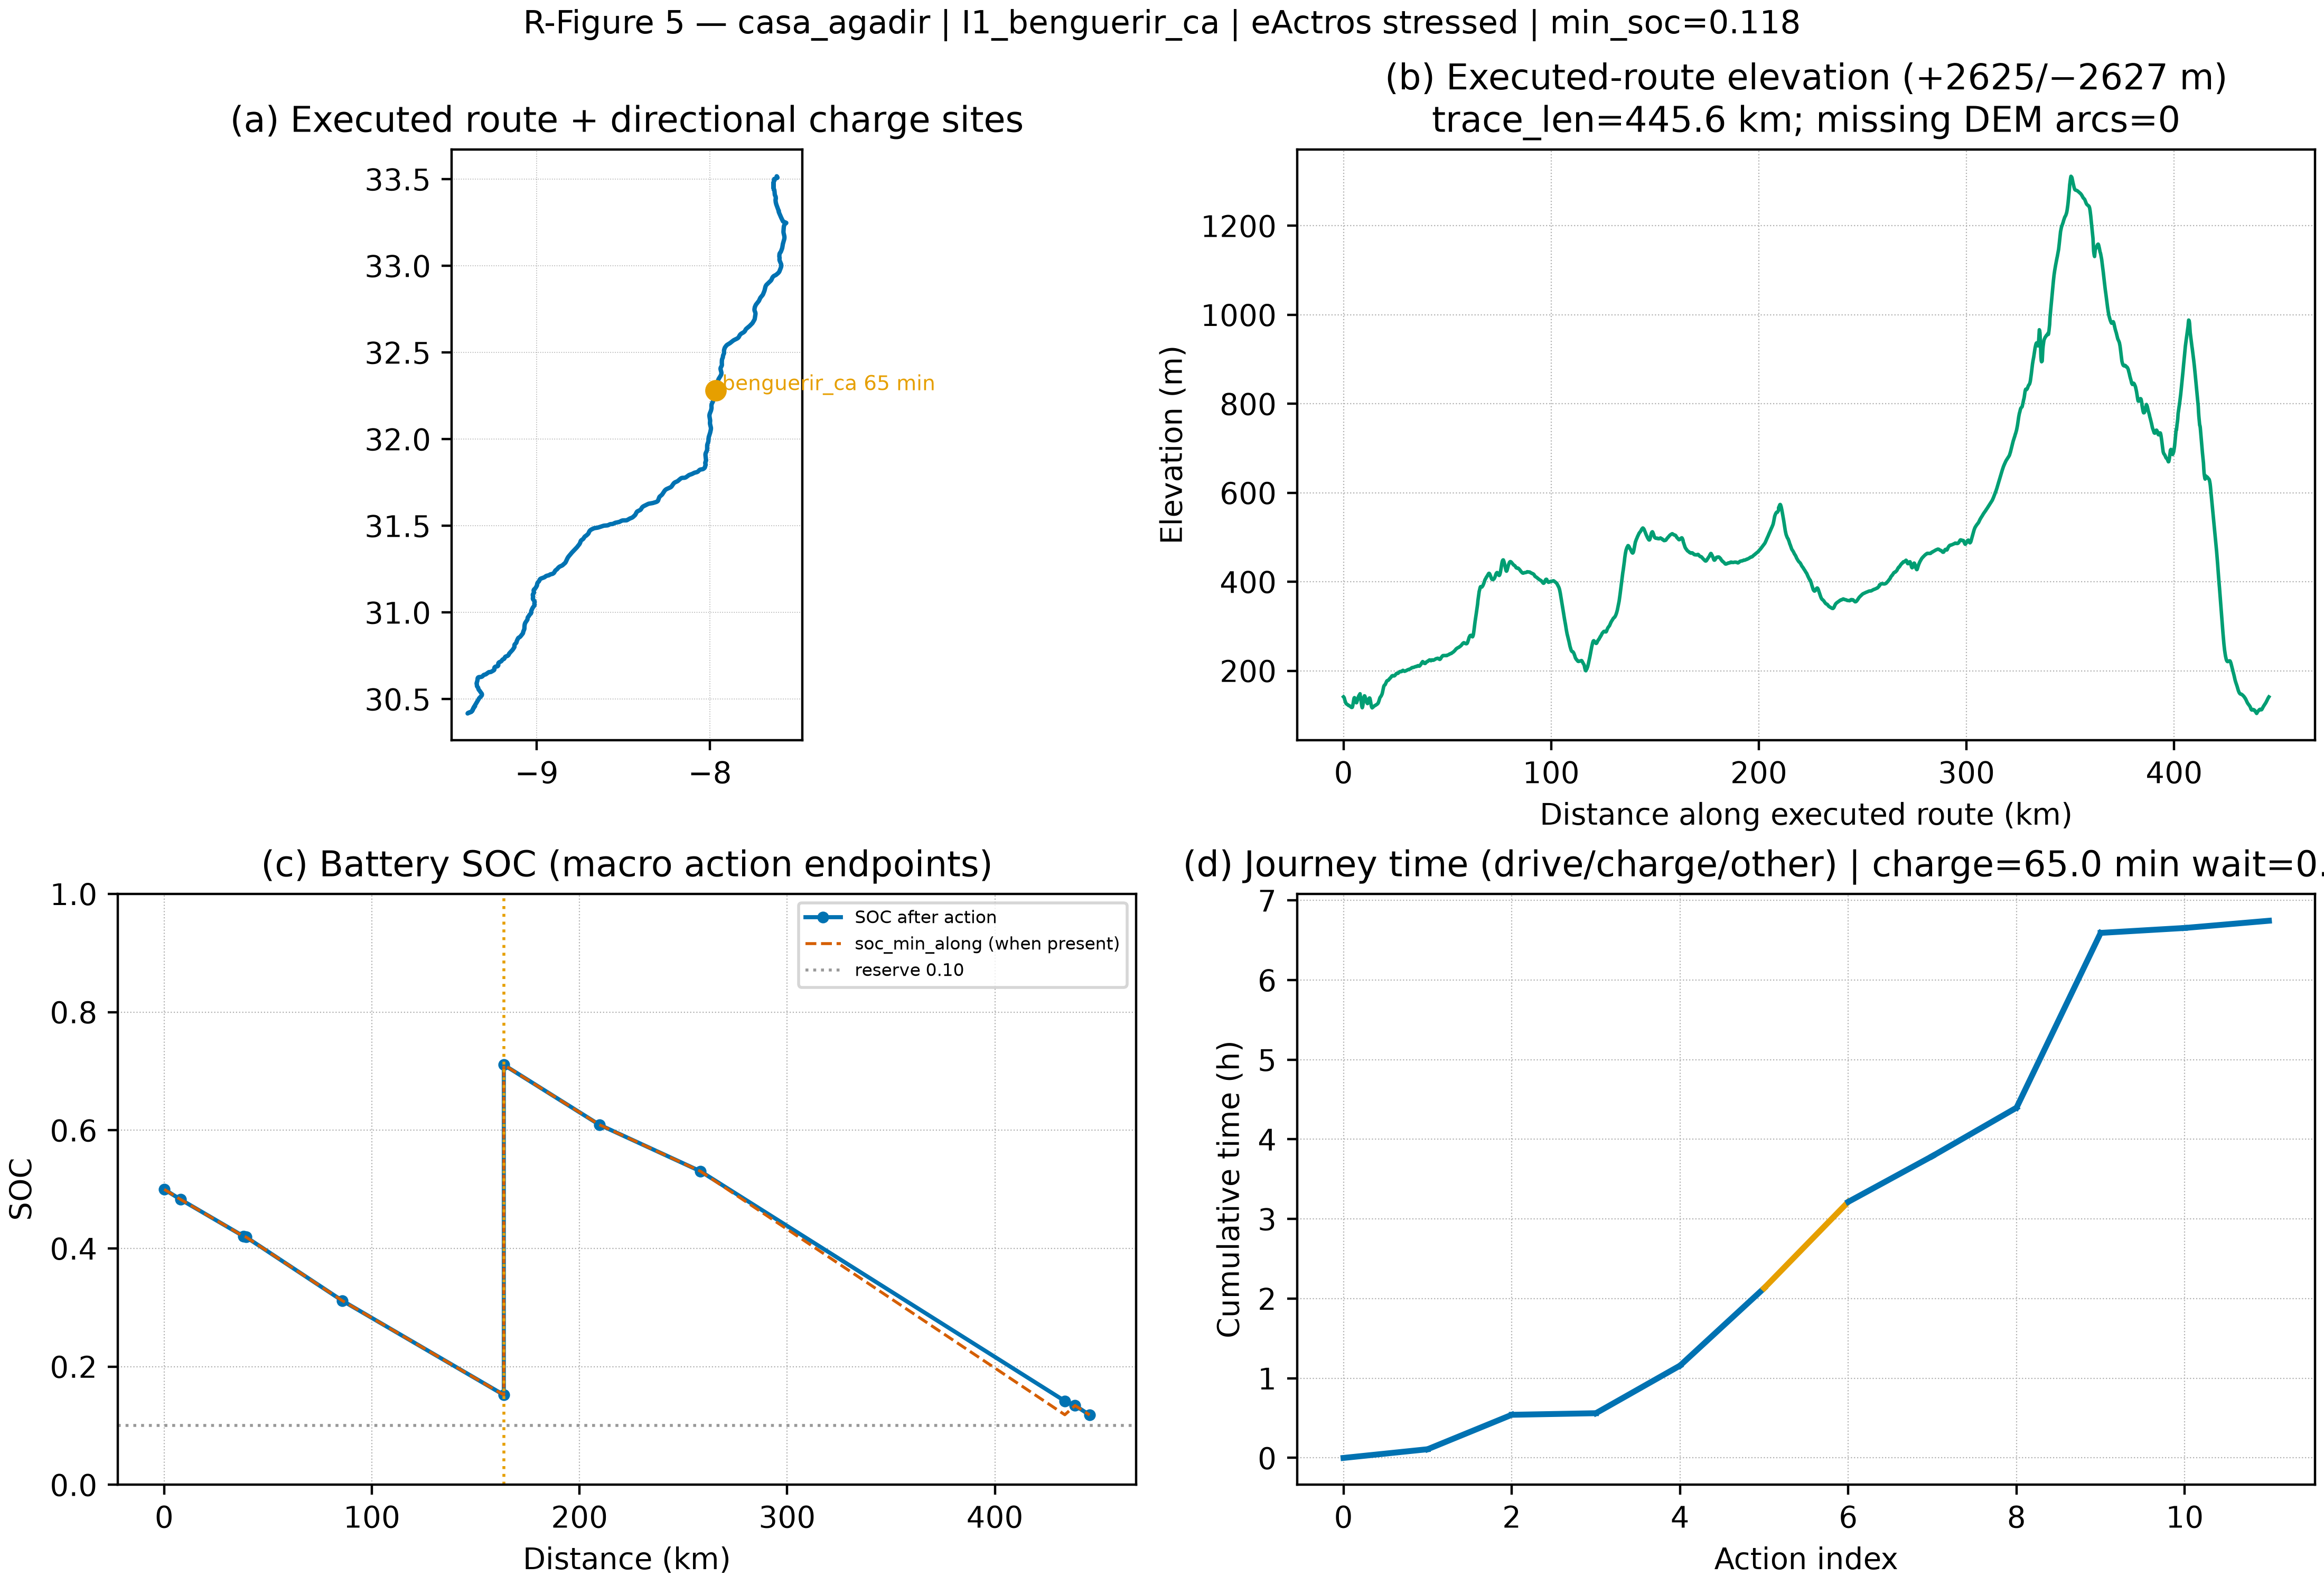 R-Figure 5 — casa_agadir | I1_benguerir_ca | eActros stressed | min_soc=0.118
(a) Executed route + directional charge sites
33.5
33.0
32.5
32.0
31.5
31.0
30.5
benguerir_ca 65 min
−9
−8
(b) Executed-route elevation (+2625/−2627 m)
trace_len=445.6 km; missing DEM arcs=0
Elevation (m)
1200
1000
800
600
400
200
0
100
200
300
400
Distance along executed route (km)
(c) Battery SOC (macro action endpoints)
SOC
1.0
0.8
0.6
0.4
0.2
0.0
SOC after action
soc_min_along (when present)
reserve 0.10
0
100
200
300
400
Distance (km)
(d) Journey time (drive/charge/other) | charge=65.0 min wait=0.
Cumulative time (h)
7
6
5
4
3
2
1
0
0
2
4
6
8
10
Action index